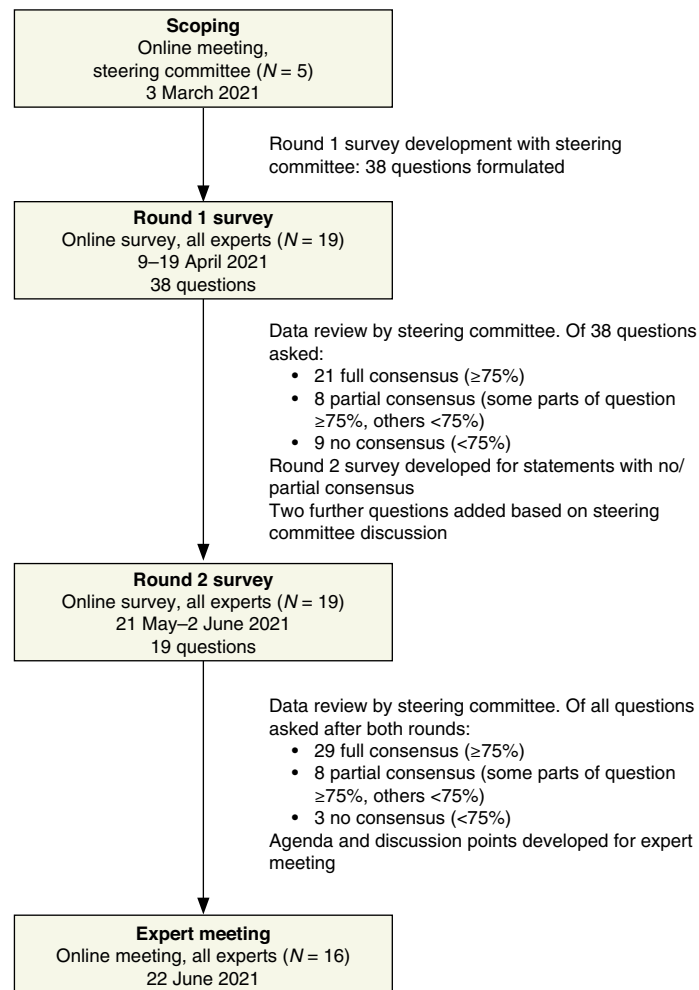 Scoping
Online meeting,
steering committee (N = 5)
3 March 2021
Round 1 survey development with steering
committee: 38 questions formulated
Round 1 survey
Online survey, all experts (N = 19)
9–19 April 2021
38 questions
Data review by steering committee. Of 38 questions
asked:
• 21 full consensus (≥75%)
• 8 partial consensus (some parts of question
≥75%, others <75%)
• 9 no consensus (<75%)
Round 2 survey developed for statements with no/
partial consensus
Two further questions added based on steering
committee discussion
Round 2 survey
Online survey, all experts (N = 19)
21 May–2 June 2021
19 questions
Data review by steering committee. Of all questions
asked after both rounds:
• 29 full consensus (≥75%)
• 8 partial consensus (some parts of question
≥75%, others <75%)
• 3 no consensus (<75%)
Agenda and discussion points developed for expert
meeting
Expert meeting
Online meeting, all experts (N = 16)
22 June 2021